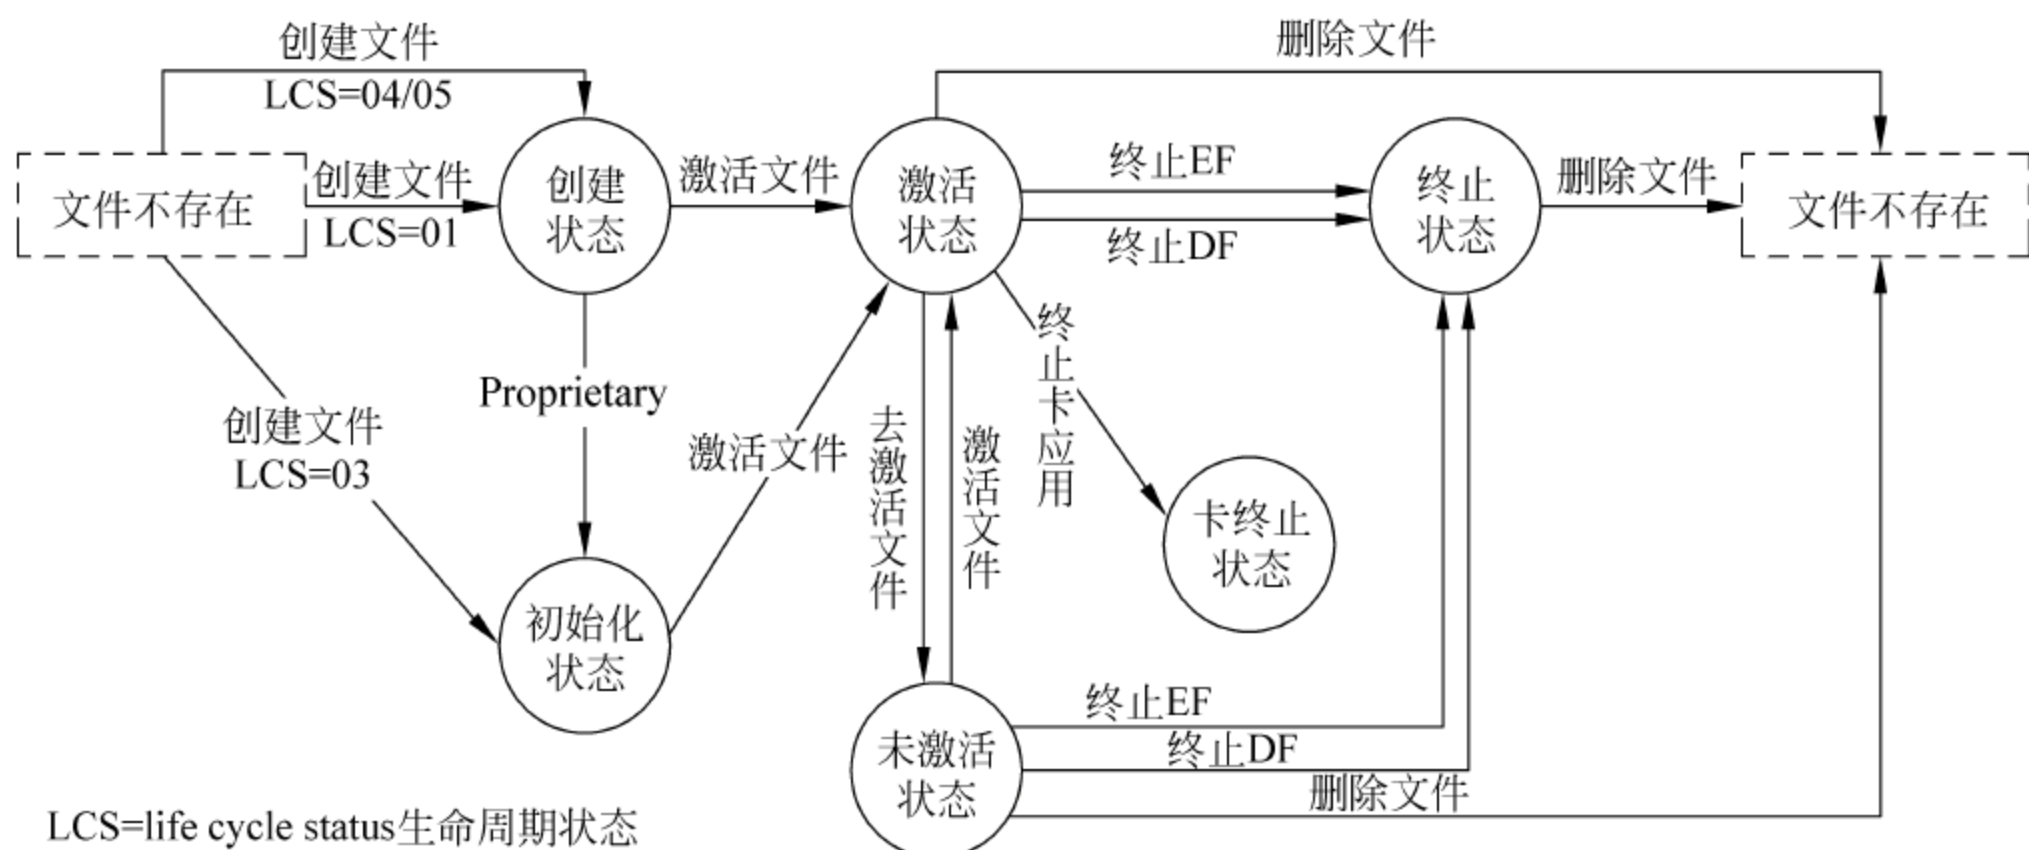 创建文件
LCS=04/05
删除文件
文件不存在
创建文件
LCS=01
创建
状态
激活文件
激活
状态
终止EF
终止DF
终止
状态
删除文件
文件不存在
Proprietary
创建文件
LCS=03
激活文件
去激活文件
激活文件
终止卡应用
卡终止
状态
初始化
状态
未激活
状态
终止EF
终止DF
删除文件
LCS=life cycle status生命周期状态